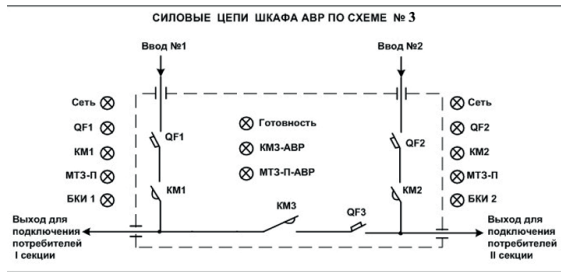 СИЛОВЫЕ ЦЕПИ ШКАФА АВР ПО СХЕМЕ № 3
Ввод №1
Ввод №2
Сеть
QF1
КМ1
МТЗ-П
БКИ 1
QF1
КМ1
Готовность
КМЗ-АВР
МТЗ-П-АВР
КМ3
QF3
QF2
КМ2
Сеть
QF2
КМ2
МТЗ-П
БКИ 2
Выход для
подключения
потребителей
I секции
Выход для
подключения
потребителей
II секции